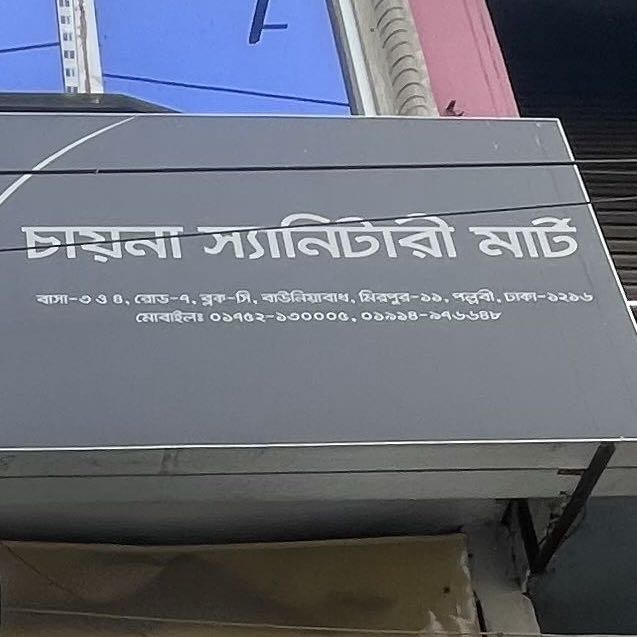 চায়না স্যানিটারী মার্ট
বাসা-৩ ও ৪, রোড-৭, ব্লক-সি, বাউনিয়াবাধ, মিরপুর-১১, পল্লবী, ঢাকা-১২১৬
মোবাইলঃ ০১৭৫২-১৩০০০৫, ০১৯১৪-৯৭৬৬৪৮